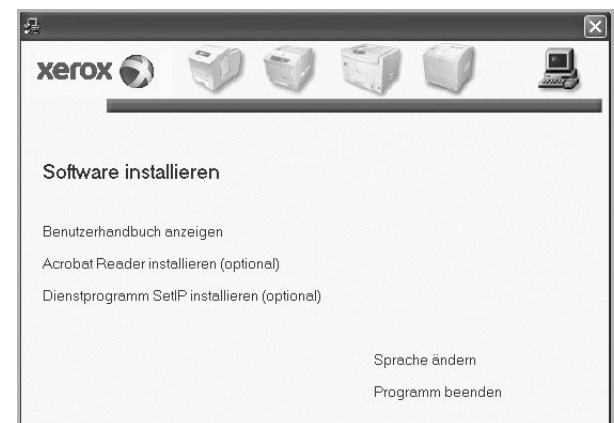 xerox
Software installieren
Benutzerhandbuch anzeigen
Acrobat Reader installieren (optional)
Dienstprogramm SetIP installieren (optional)
Sprache ändern
Programm beenden